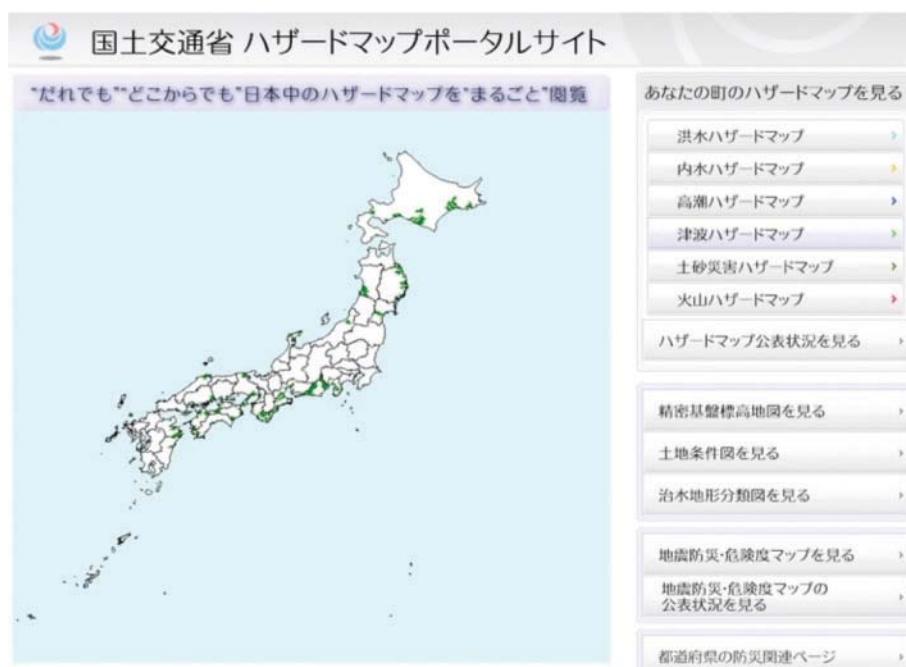 国土交通省 ハザードマップポータルサイト
“だれでも”“どこからでも”日本中のハザードマップを“まるごと”閲覧
あなたの町のハザードマップを見る
洪水ハザードマップ
内水ハザードマップ
高潮ハザードマップ
津波ハザードマップ
土砂災害ハザードマップ
火山ハザードマップ
ハザードマップ公表状況を見る
精密基盤標高地図を見る
土地条件図を見る
治水地形分類図を見る
地震防災・危険度マップを見る
地震防災・危険度マップの
公表状況を見る
都道府県の防災関連ページ